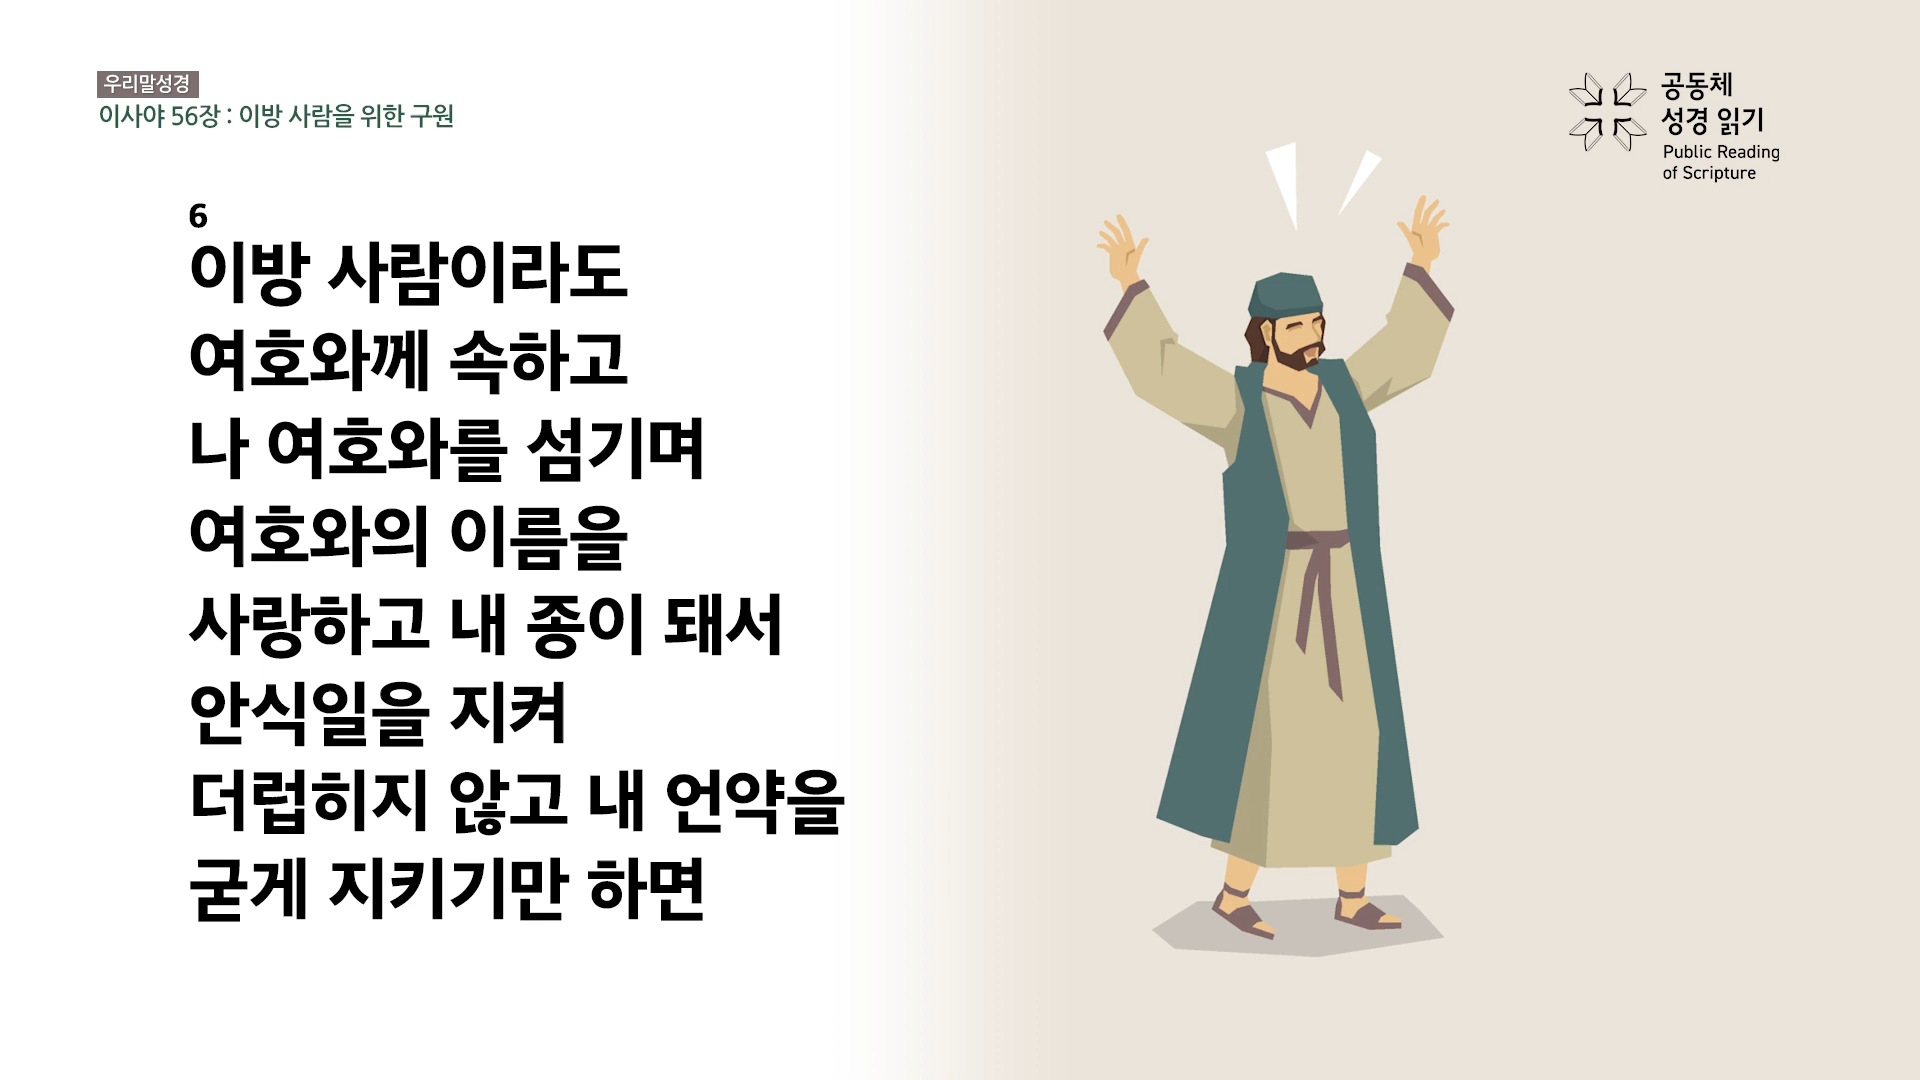 우리말성경
이사야 56장 : 이방 사람을 위한 구원
공동체
성경 읽기
Public Reading
of Scripture
6
이방 사람이라도
여호와께 속하고
나 여호와를 섬기며
여호와의 이름을
사랑하고 내 종이 돼서
안식일을 지켜
더럽히지 않고 내 언약을
굳게 지키기만 하면